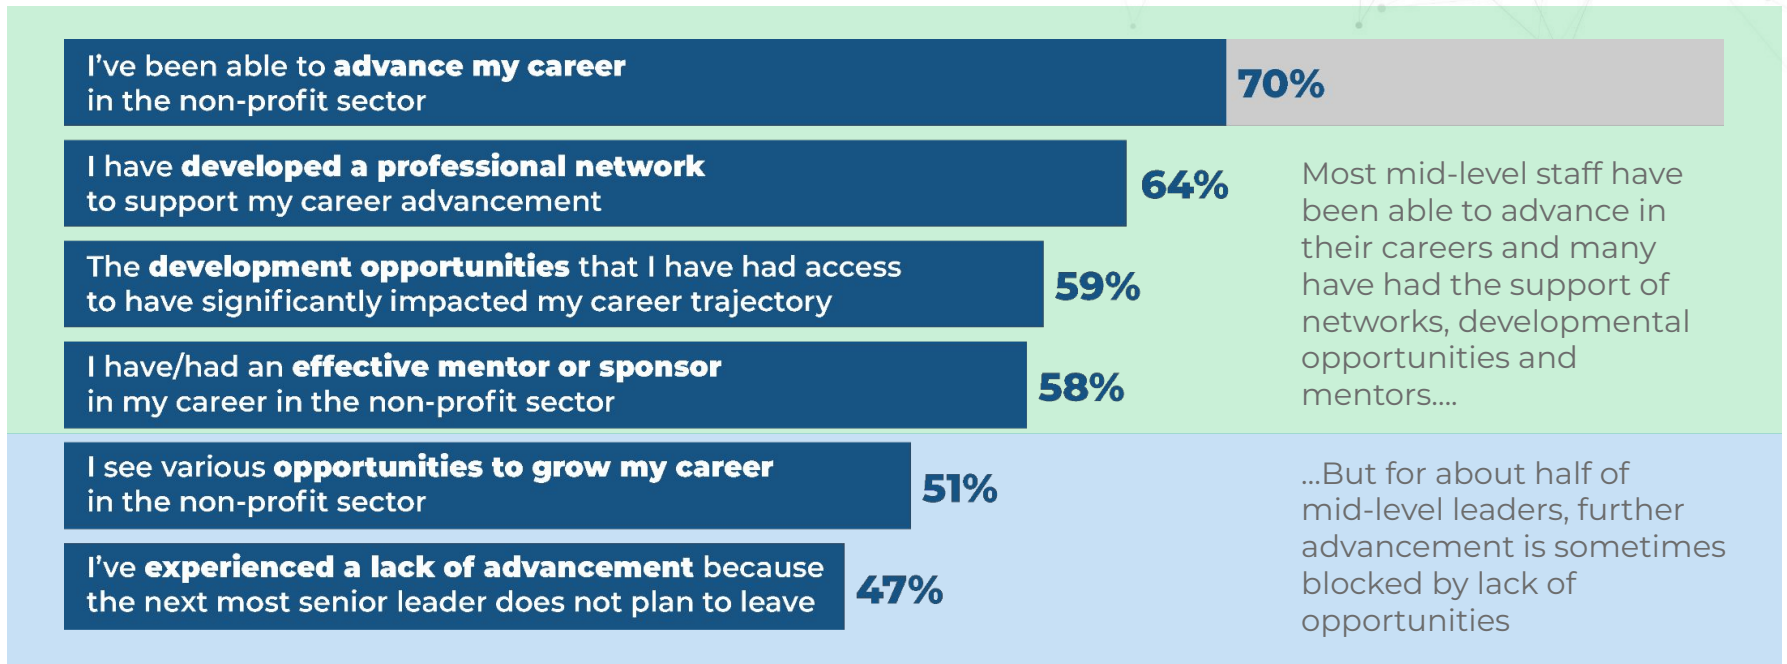 I've been able to advance my career
in the non-profit sector
70%
I have developed a professional network
to support my career advancement
64%
The development opportunities that I have had access
to have significantly impacted my career trajectory
59%
I have/had an effective mentor or sponsor
in my career in the non-profit sector
58%
Most mid-level staff have
been able to advance in
their careers and many
have had the support of
networks, developmental
opportunities and
mentors....
I see various opportunities to grow my career
in the non-profit sector
51%
I've experienced a lack of advancement because
the next most senior leader does not plan to leave
47%
...But for about half of
mid-level leaders, further
advancement is sometimes
blocked by lack of
opportunities